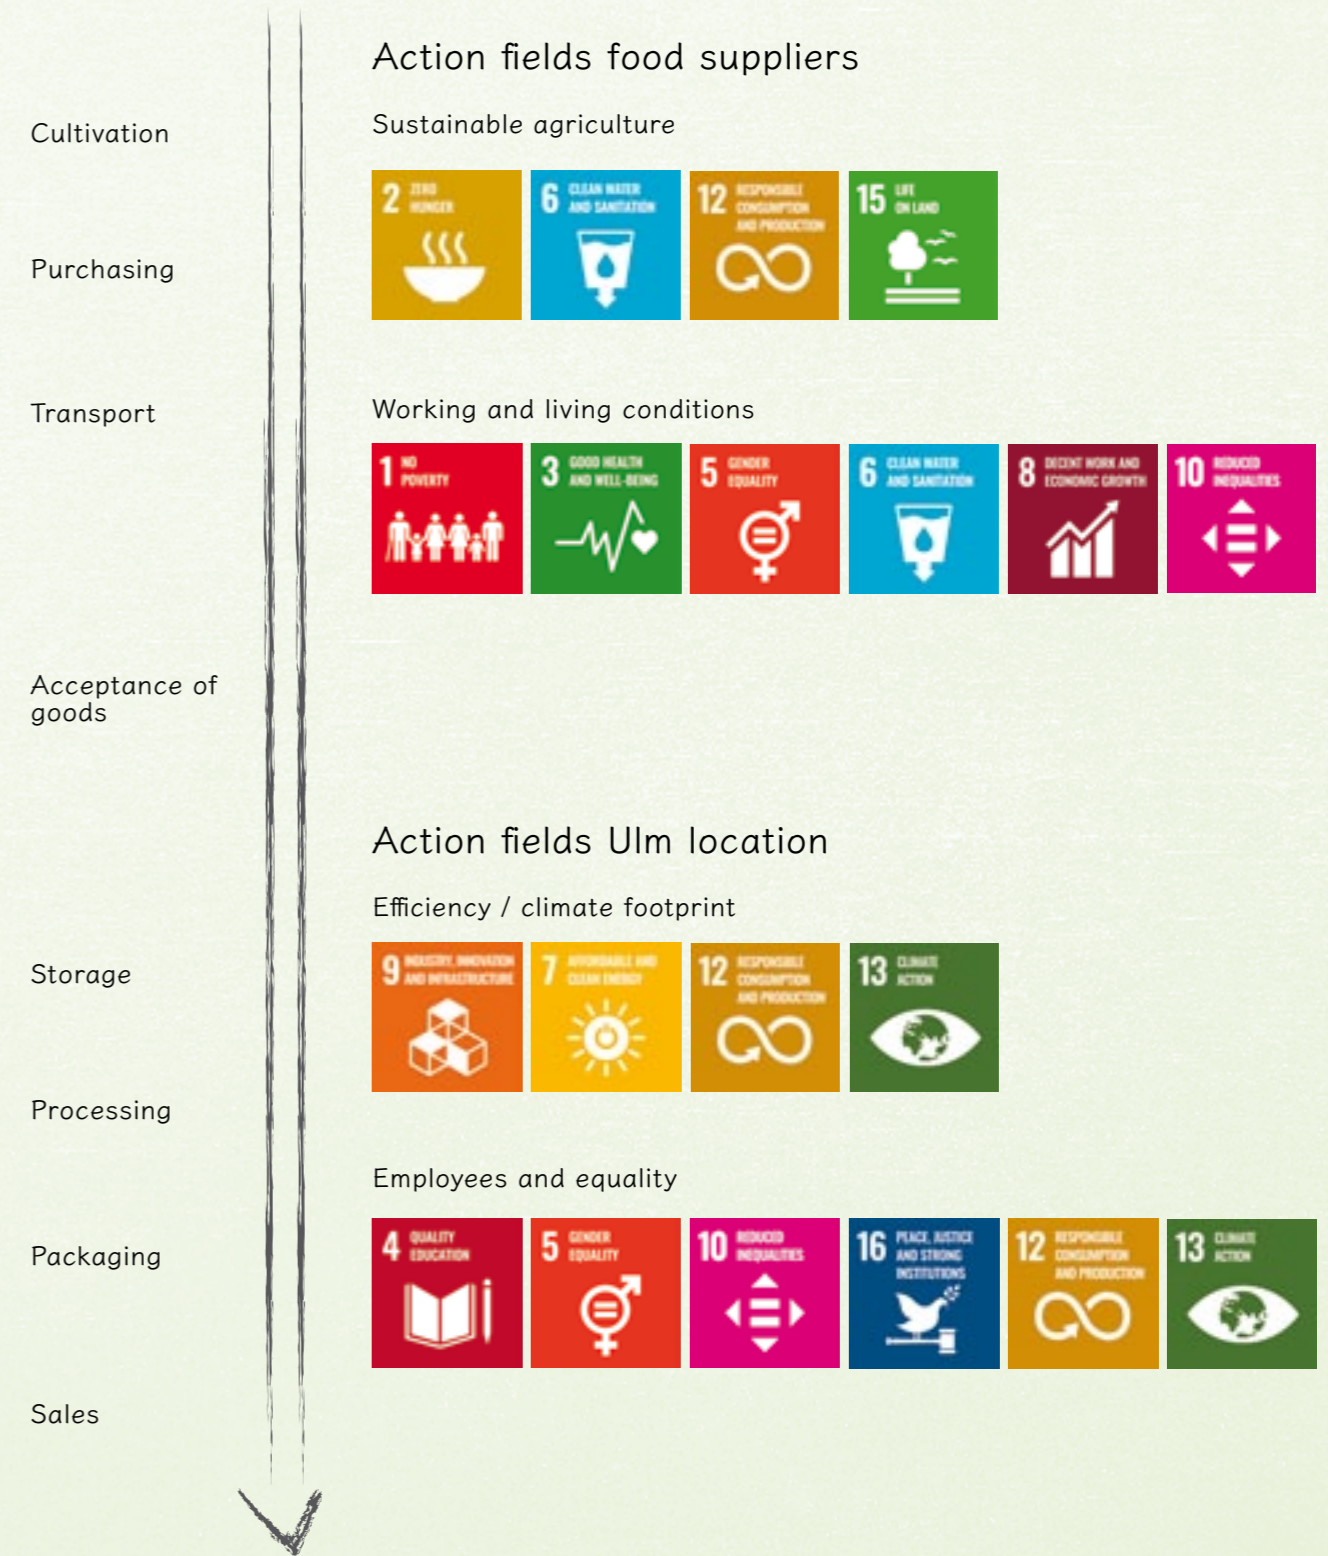 Action fields food suppliers
Cultivation
Sustainable agriculture
2 ZERO
HUNGER
6 CLEAN WATER
AND SANITATION
12 RESPONSIBLE
CONSUMPTION
AND PRODUCTION
15 LIFE
ON LAND
Purchasing
Transport
Working and living conditions
1 NO
POVERTY
3 GOOD HEALTH
AND WELL-BEING
5 GENDER
EQUALITY
6 CLEAN WATER
AND SANITATION
8 DECENT WORK AND
ECONOMIC GROWTH
10 REDUCED
INEQUALITIES
Acceptance of
goods
Action fields Ulm location
Efficiency / climate footprint
Storage
9 INDUSTRY, INNOVATION
AND INFRASTRUCTURE
7 AFFORDABLE AND
CLEAN ENERGY
12 RESPONSIBLE
CONSUMPTION
AND PRODUCTION
13 CLIMATE
ACTION
Processing
Employees and equality
Packaging
4 QUALITY
EDUCATION
5 GENDER
EQUALITY
10 REDUCED
INEQUALITIES
16 PEACE, JUSTICE
AND STRONG
INSTITUTIONS
12 RESPONSIBLE
CONSUMPTION
AND PRODUCTION
13 CLIMATE
ACTION
Sales